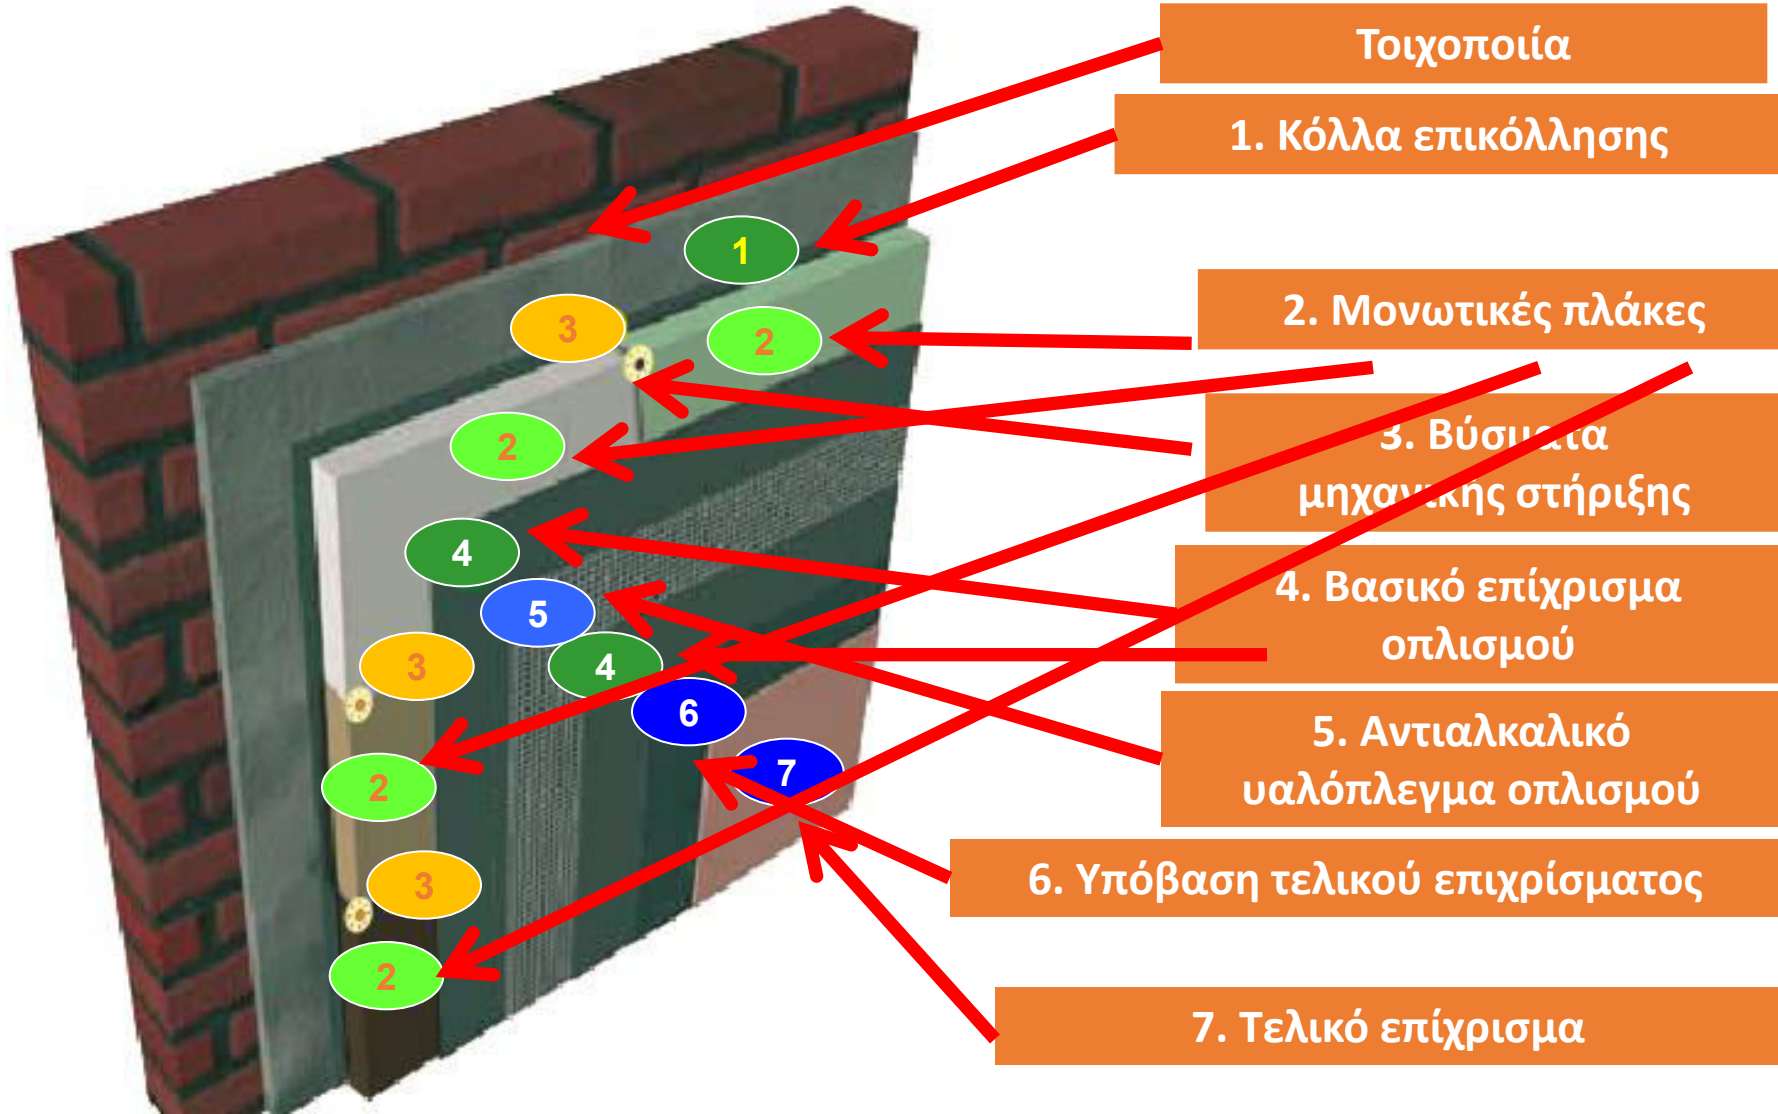 Τοιχοποιία
1. Κόλλα επικόλλησης
1
2. Μονωτικές πλάκες
3
2
2
3. Βύσματα
μηχανικής στήριξης
4
4. Βασικό επίχρισμα
οπλισμού
5
4
3
6
5. Αντιαλκαλικό
υαλόπλεγμα οπλισμού
7
2
6. Υπόβαση τελικού επιχρίσματος
3
2
7. Τελικό επίχρισμα